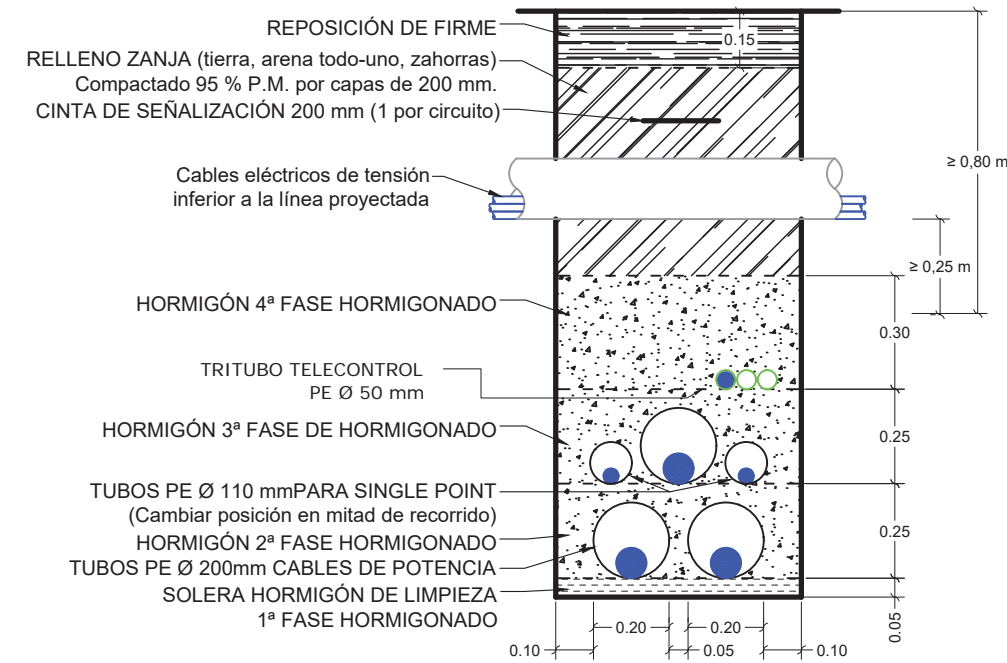 REPOSICIÓN DE FIRME
0.15
RELLENO ZANJA (tierra, arena todo-uno, zahorras)
Compactado 95 % P.M. por capas de 200 mm.
CINTA DE SEÑALIZACIÓN 200 mm (1 por circuito)
≥ 0,80 m
Cables eléctricos de tensión
inferior a la línea proyectada
≥ 0,25 m
HORMIGÓN 4ª FASE HORMIGONADO
0.30
TRITUBO TELECONTROL
PE Ø 50 mm
HORMIGÓN 3ª FASE DE HORMIGONADO
0.25
TUBOS PE Ø 110 mmPARA SINGLE POINT
(Cambiar posición en mitad de recorrido)
HORMIGÓN 2ª FASE HORMIGONADO
0.25
TUBOS PE Ø 200mm CABLES DE POTENCIA
SOLERA HORMIGÓN DE LIMPIEZA
1ª FASE HORMIGONADO
0.05
0.20
0.20
0.10
0.05
0.10